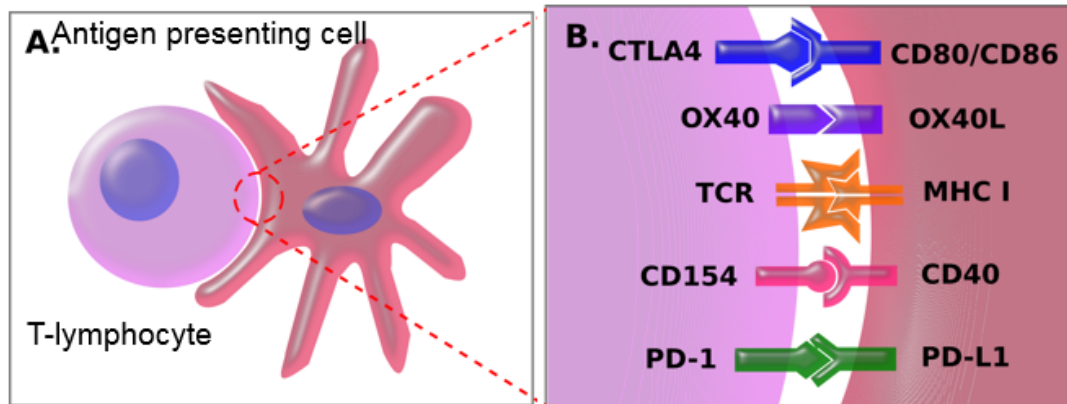 A. Antigen presenting cell
T-lymphocyte
B.
CTLA4 CD80/CD86
OX40 OX40L
TCR MHC I
CD154 CD40
PD-1 PD-L1